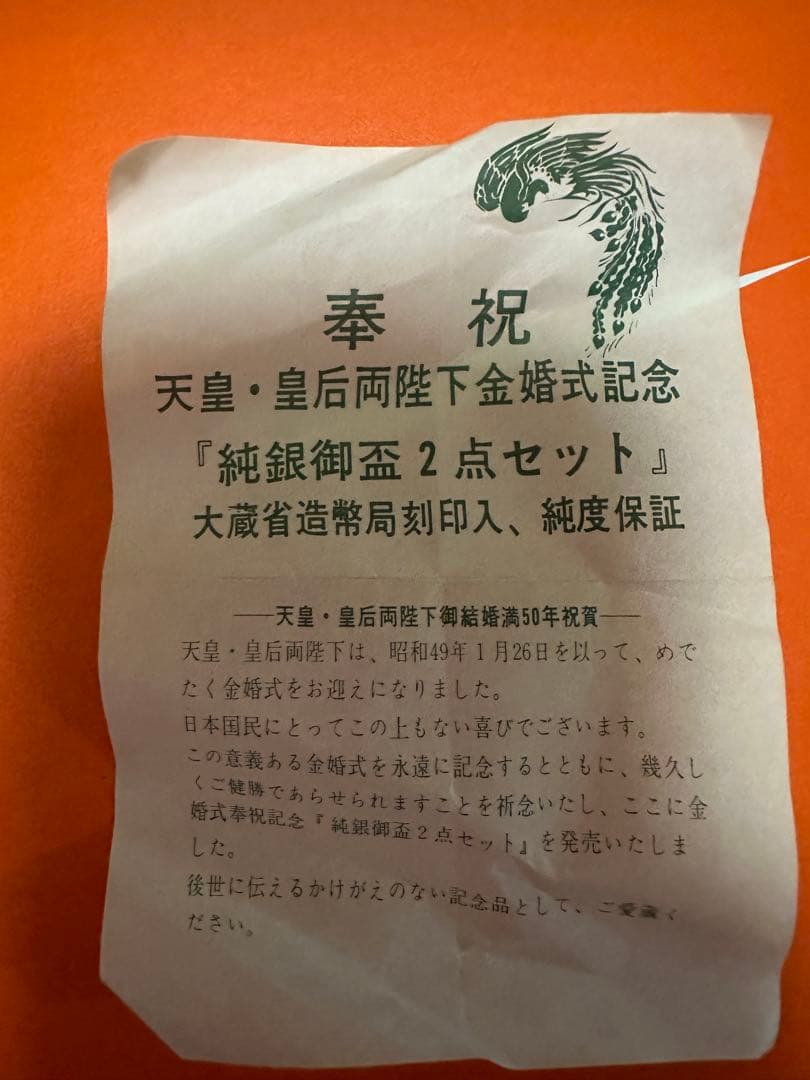 奉祝
天皇・皇后両陛下金婚式記念
『純銀御盃2点セット』
大蔵省造幣局刻印入、純度保証
――天皇・皇后両陛下御結婚満50年祝賀――
天皇・皇后両陛下は、昭和49年1月26日を以って、めで
たく金婚式をお迎えになりました。
日本国民にとってこの上もない喜びでございます。
この意義ある金婚式を永遠に記念するとともに、幾久し
くご健勝であらせられますことを祈念いたし、ここに金
婚式奉祝記念『純銀御盃2点セット』を発売いたしま
した。
後世に伝えるかけがえのない記念品として、ご愛蔵く
ださい。